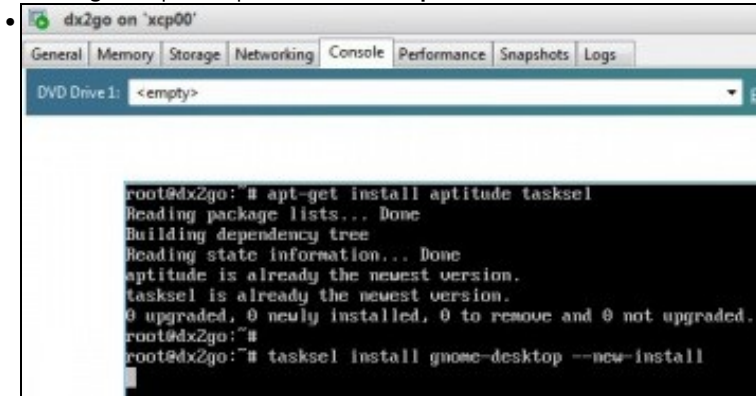 dx2go on 'xcp00'
General Memory Storage Networking Console Performance Snapshots Logs
DVD Drive 1: <empty>
root@dx2go:~# apt-get install aptitude tasksel
Reading package lists... Done
Building dependency tree
Reading state information... Done
aptitude is already the newest version.
tasksel is already the newest version.
0 upgraded, 0 newly installed, 0 to remove and 0 not upgraded.
root@dx2go:~#
root@dx2go:~# tasksel install gnome-desktop --new-install